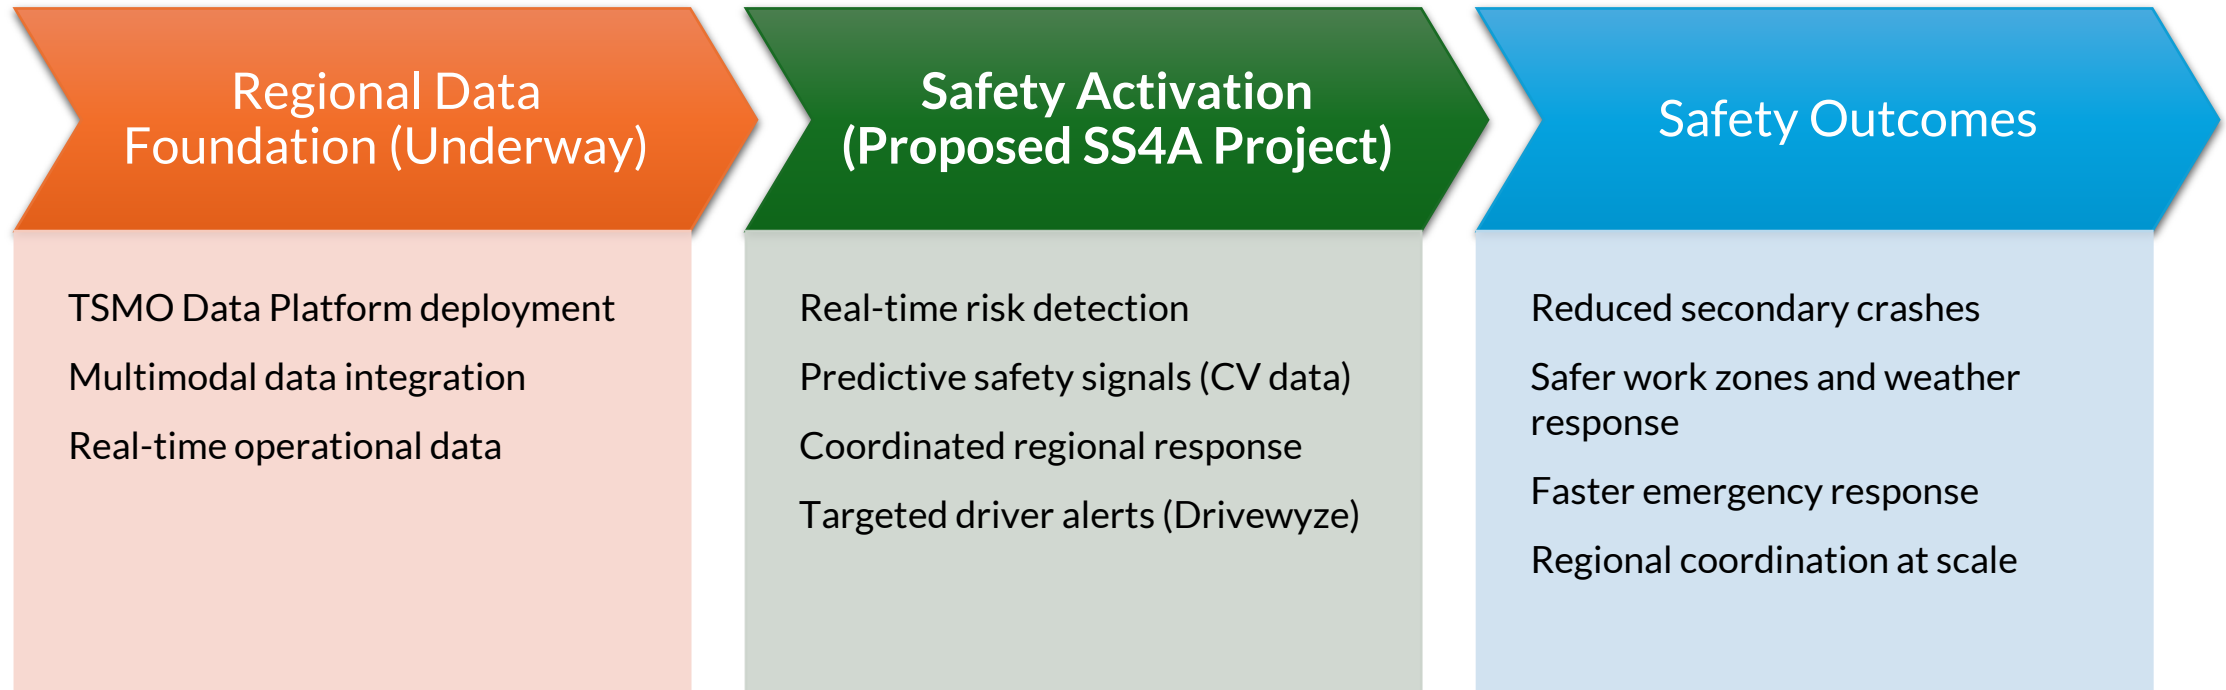 Regional Data
Foundation (Underway)
TSMO Data Platform deployment
Multimodal data integration
Real-time operational data
Safety Activation
(Proposed SS4A Project)
Real-time risk detection
Predictive safety signals (CV data)
Coordinated regional response
Targeted driver alerts (Drivewyze)
Safety Outcomes
Reduced secondary crashes
Safer work zones and weather
response
Faster emergency response
Regional coordination at scale